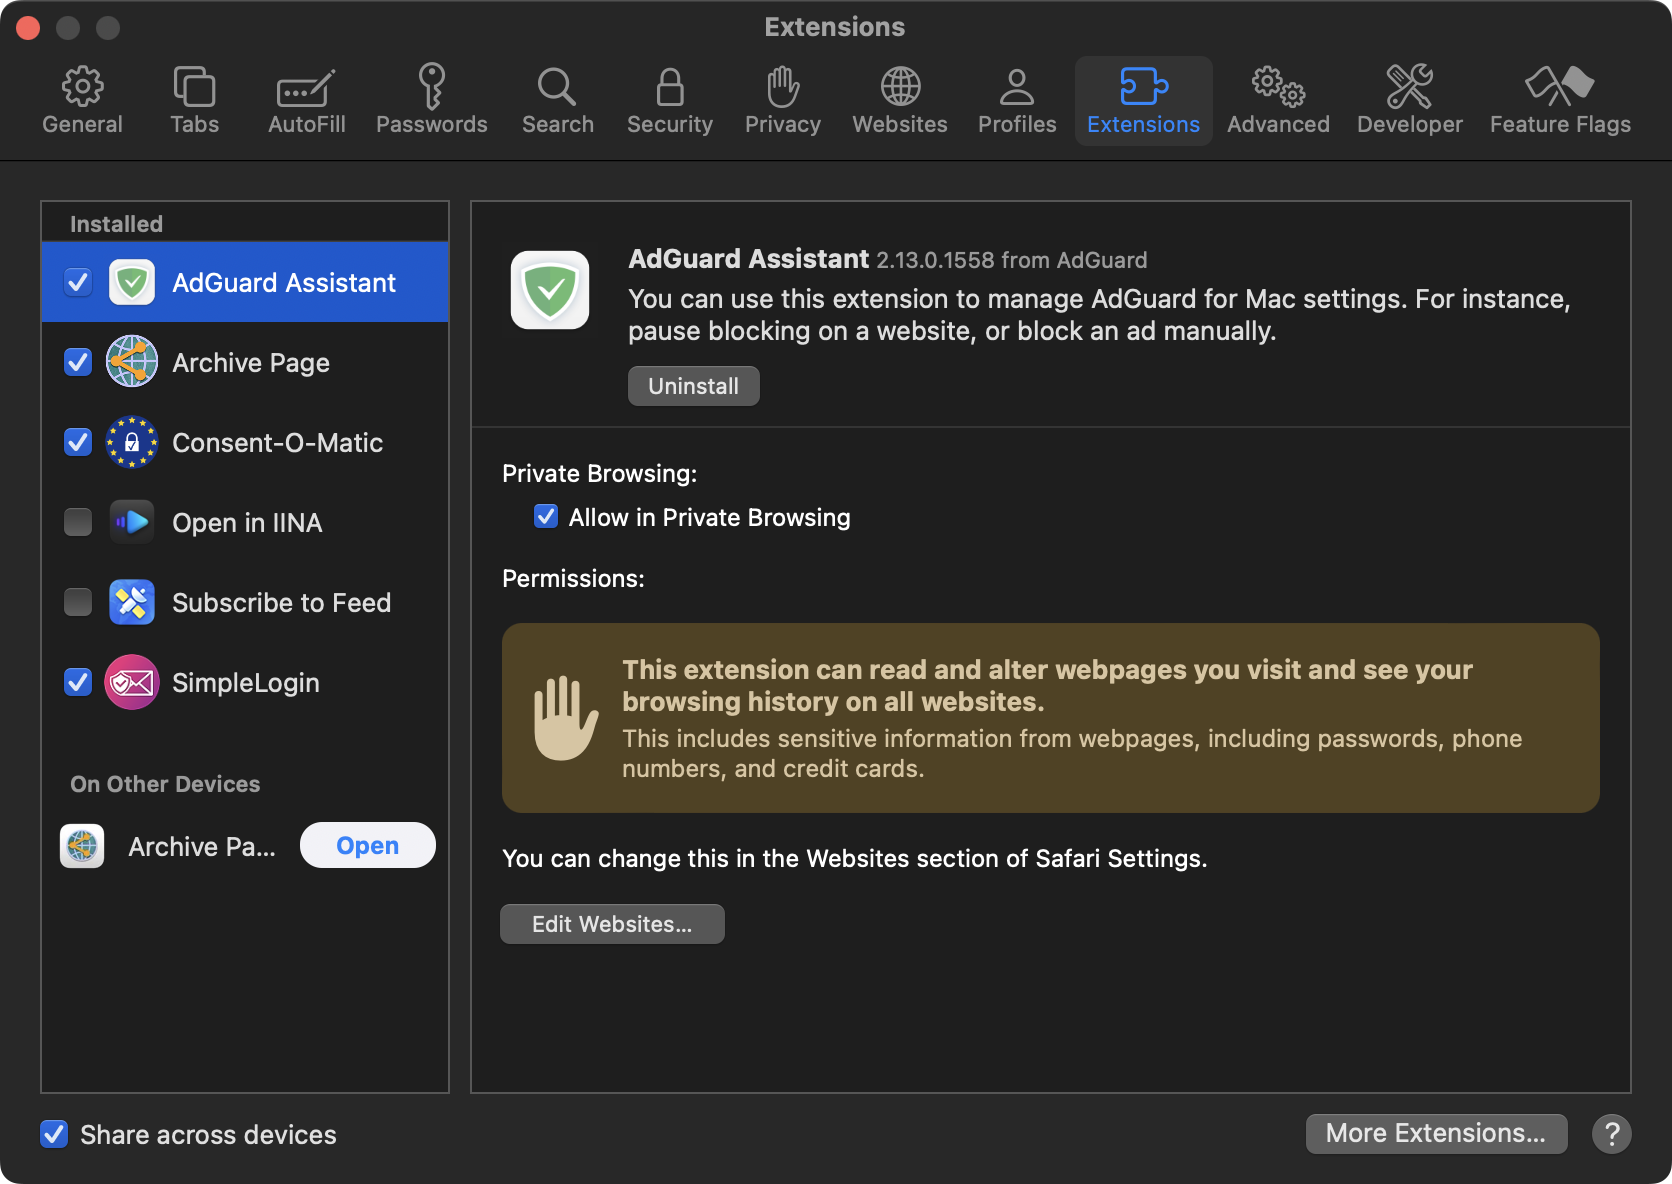 Extensions
General
Tabs
AutoFill
Passwords
Search
Security
Privacy
Websites
Profiles
Extensions
Advanced
Developer
Feature Flags
Installed
AdGuard Assistant
Archive Page
Consent-O-Matic
Open in IINA
Subscribe to Feed
SimpleLogin
On Other Devices
Archive Pa...
Open
AdGuard Assistant 2.13.0.1558 from AdGuard
You can use this extension to manage AdGuard for Mac settings. For instance,
pause blocking on a website, or block an ad manually.
Uninstall
Private Browsing:
Allow in Private Browsing
Permissions:
This extension can read and alter webpages you visit and see your
browsing history on all websites.
This includes sensitive information from webpages, including passwords, phone
numbers, and credit cards.
You can change this in the Websites section of Safari Settings.
Edit Websites...
Share across devices
More Extensions...
?